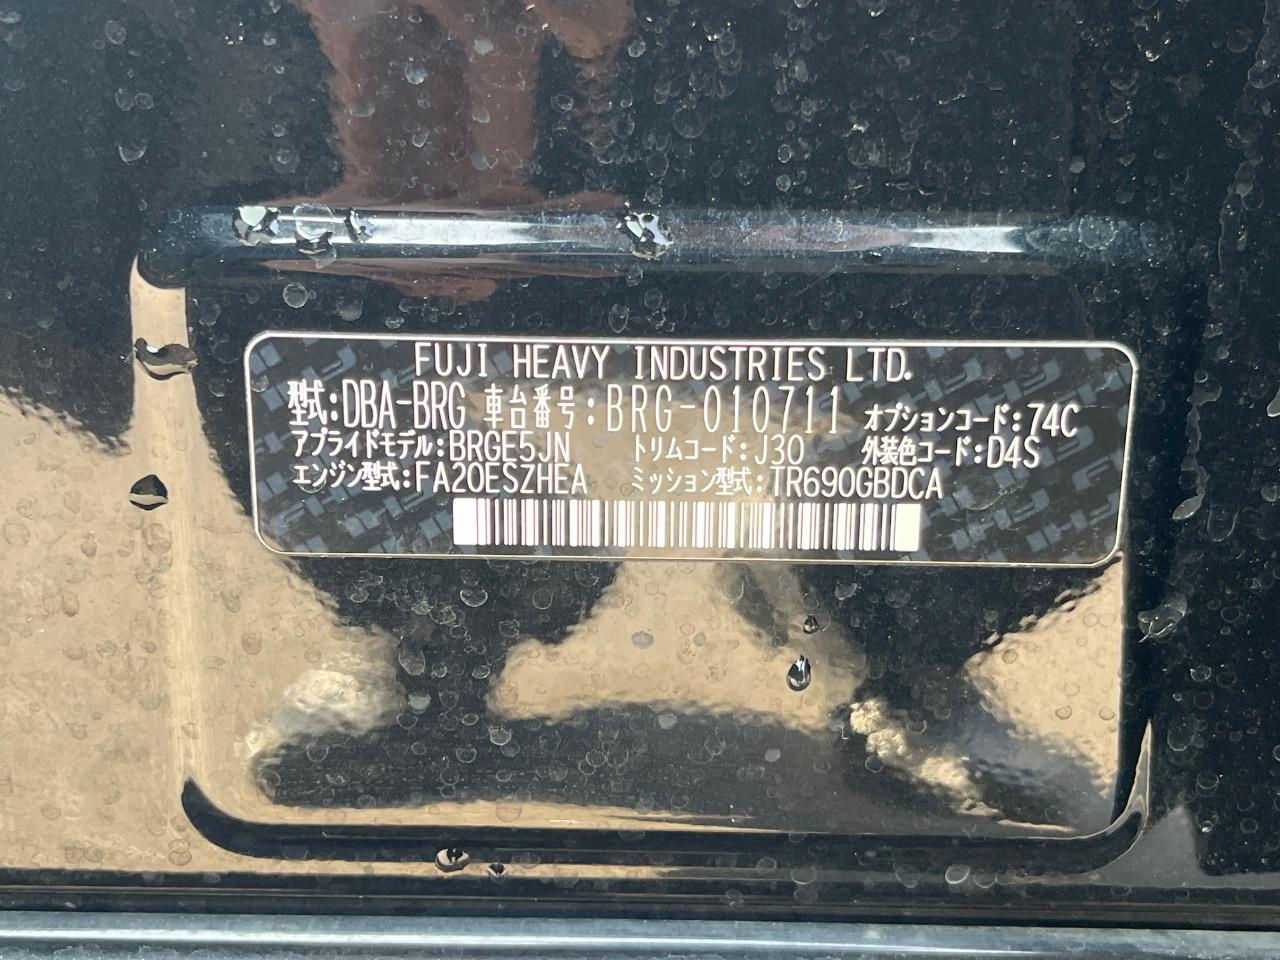 FUJI HEAVY INDUSTRIES LTD.
型式:DBA-BRG 車台番号:BRG-010711 オプションコード:74C
アプライドモデル:BRGE5JN トリムコード:J30 外装色コード:D4S
エンジン型式:FA20ESZHEA ミッション型式:TR690GBDCA